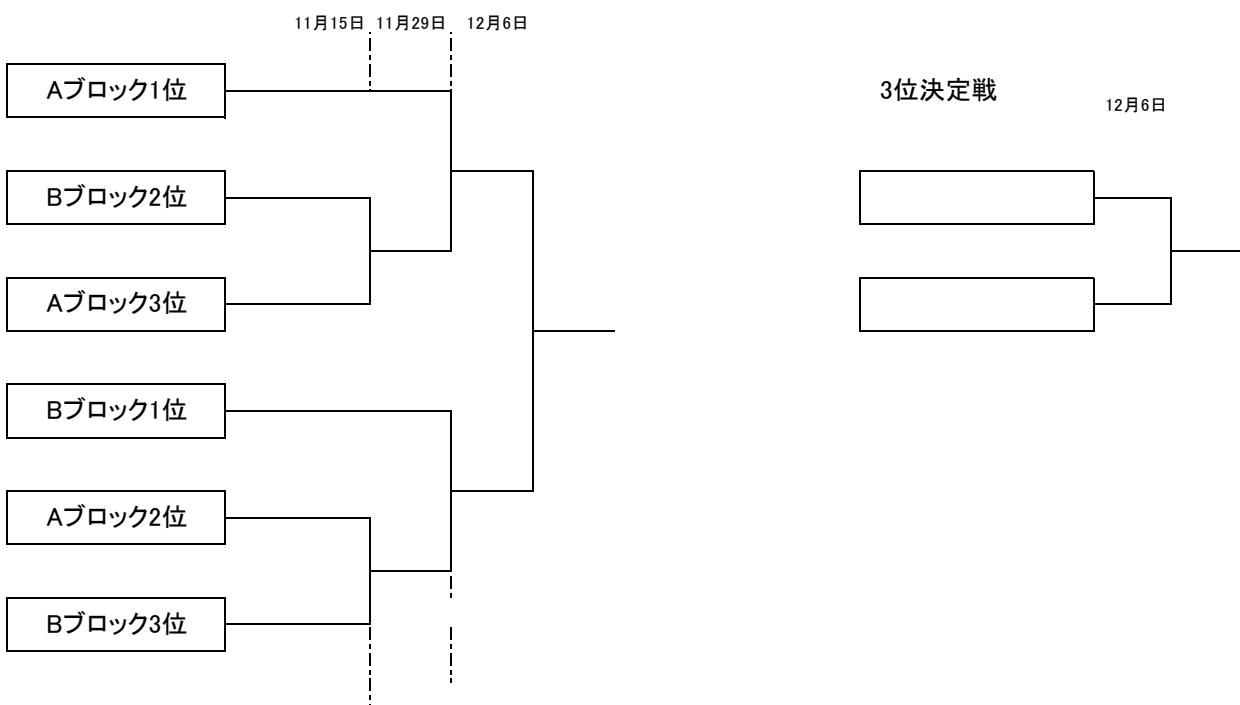 11月15日 11月29日 12月6日
Aブロック1位
3位決定戦
12月6日
Bブロック2位
Aブロック3位
Bブロック1位
Aブロック2位
Bブロック3位